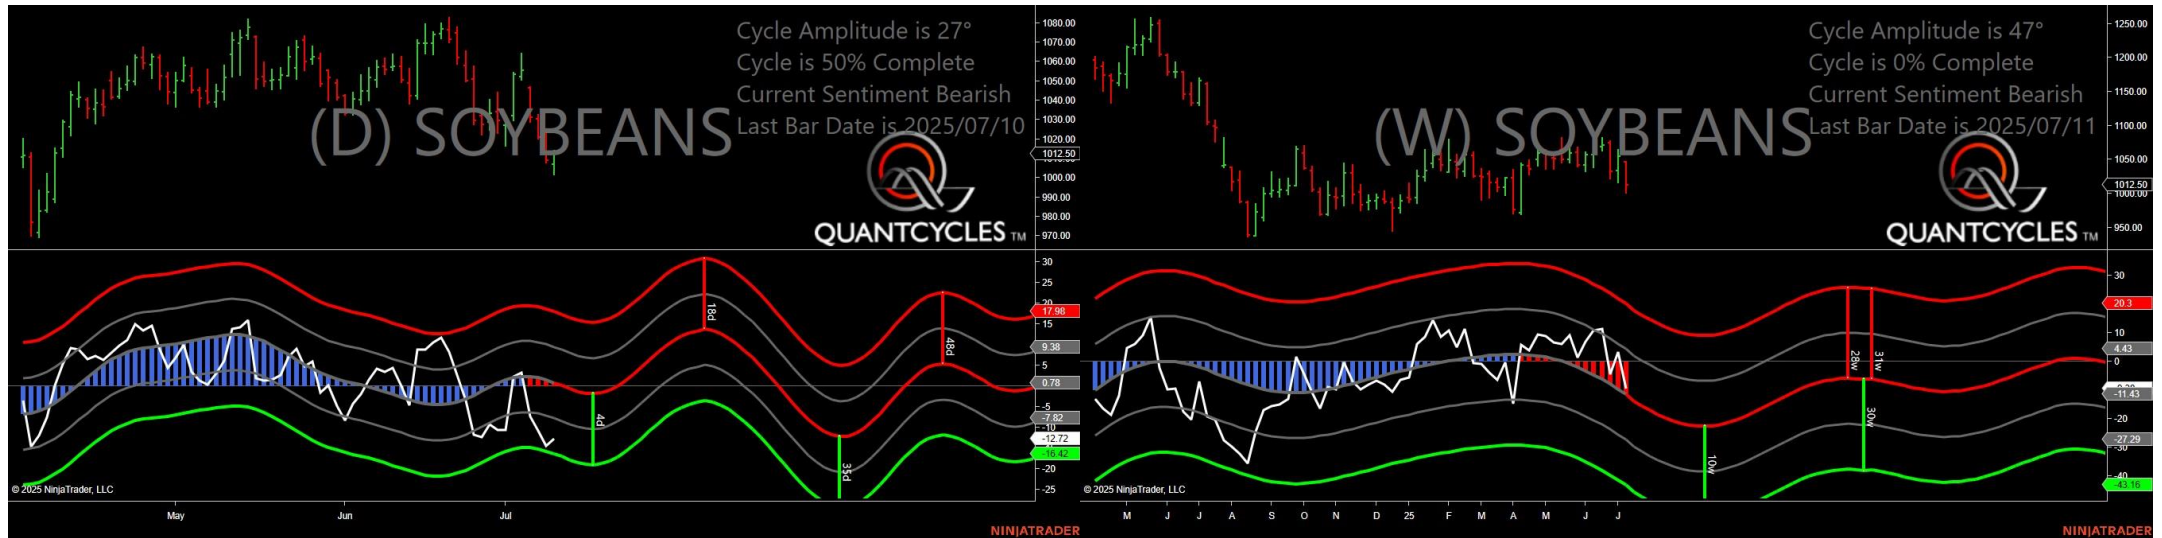 Cycle Amplitude is 27°
Cycle is 50% Complete
Current Sentiment Bearish
Last Bar Date is 2025/07/10
(D) SOYBEANS
QUANTCYCLES TM
1080.00
1070.00
1060.00
1050.00
1040.00
1030.00
1020.00
1012.50
1000.00
990.00
980.00
970.00
30
25
20
17.98
15
9.38
5
0.78
-5
-7.82
-10
-12.72
-16.42
-20
-25
18d
48d
4d
35d
© 2025 NinjaTrader, LLC
May
Jun
Jul
NINJATRADER
Cycle Amplitude is 47°
Cycle is 0% Complete
Current Sentiment Bearish
Last Bar Date is 2025/07/11
(W) SOYBEANS
QUANTCYCLES TM
1250.00
1200.00
1150.00
1100.00
1050.00
1012.50
1000.00
950.00
30
20.3
10
4.43
0
-11.43
-20
-27.29
-30
-40
-43.16
28w
31w
30w
10w
© 2025 NinjaTrader, LLC
M
J
J
A
S
O
N
D
25
F
M
A
M
J
J
NINJATRADER